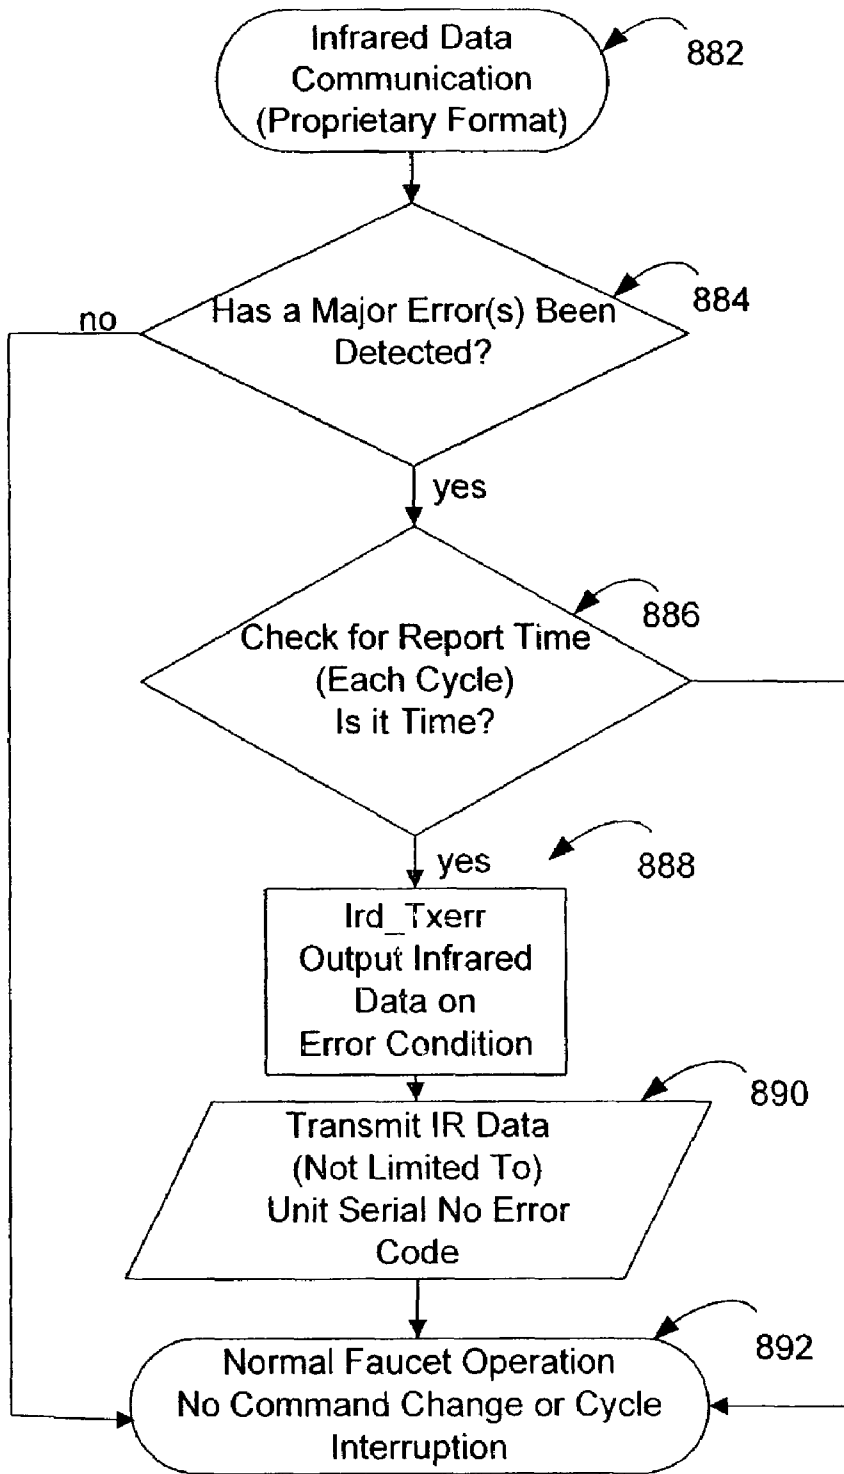 Infrared Data
Communication
(Proprietary Format)
882
Has a Major Error(s) Been
Detected?
884
no
yes
Check for Report Time
(Each Cycle)
Is it Time?
886
yes
888
Ird_Txerr
Output Infrared
Data on
Error Condition
890
Transmit IR Data
(Not Limited To)
Unit Serial No Error
Code
892
Normal Faucet Operation
No Command Change or Cycle
Interruption